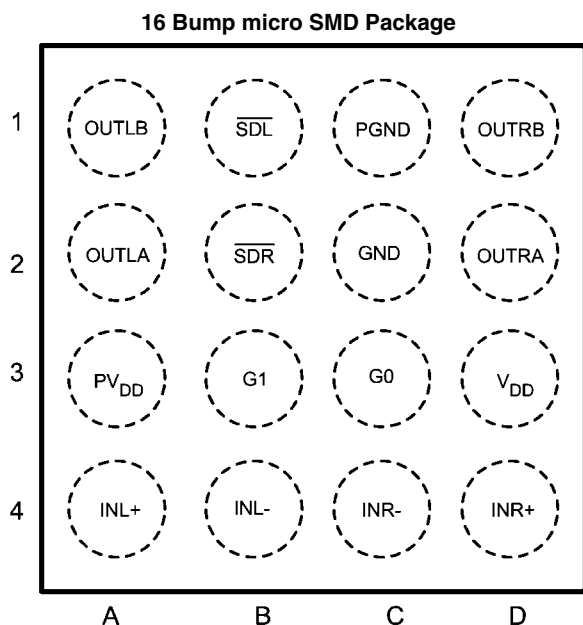 16 Bump micro SMD Package
1 OUTLB SDL PGND OUTRB
2 OUTLA SDR GND OUTRA
3 PVDD G1 G0 VDD
4 INL+ INL- INR- INR+
A B C D